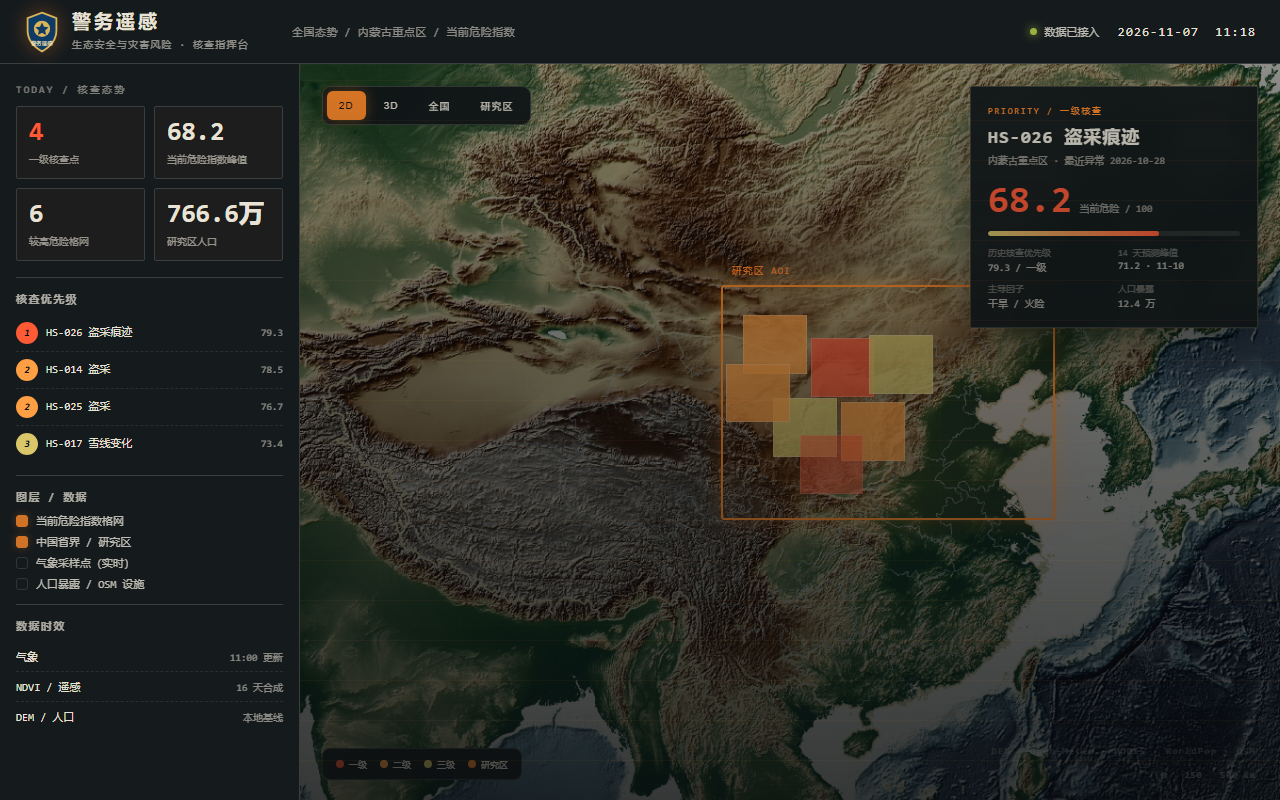 警务遥感
警务遥感
生态安全与灾害风险 · 核查指挥台
全国态势 / 内蒙古重点区 / 当前危险指数
数据已接入 2026-11-07 11:18
TODAY / 核查态势
4
一级核查点
68.2
当前危险指数峰值
6
较高危险格网
766.6万
研究区人口
核查优先级
1 HS-026 盗采痕迹 79.3
2 HS-014 盗采 78.5
2 HS-025 盗采 76.7
3 HS-017 雪线变化 73.4
图层 / 数据
当前危险指数格网
中国省界 / 研究区
气象采样点 (实时)
人口暴露 / OSM 设施
数据时效
气象 11:00 更新
NDVI / 遥感 16 天合成
DEM / 人口 本地基线
2D 3D 全国 研究区
研究区 AOI
PRIORITY / 一级核查
HS-026 盗采痕迹
内蒙古重点区 · 最近异常 2026-10-28
68.2 当前危险 / 100
历史核查优先级
79.3 / 一级
14 天预测峰值
71.2 · 11-10
主导因子
干旱 / 火险
人口暴露
12.4 万
一级 二级 三级 研究区